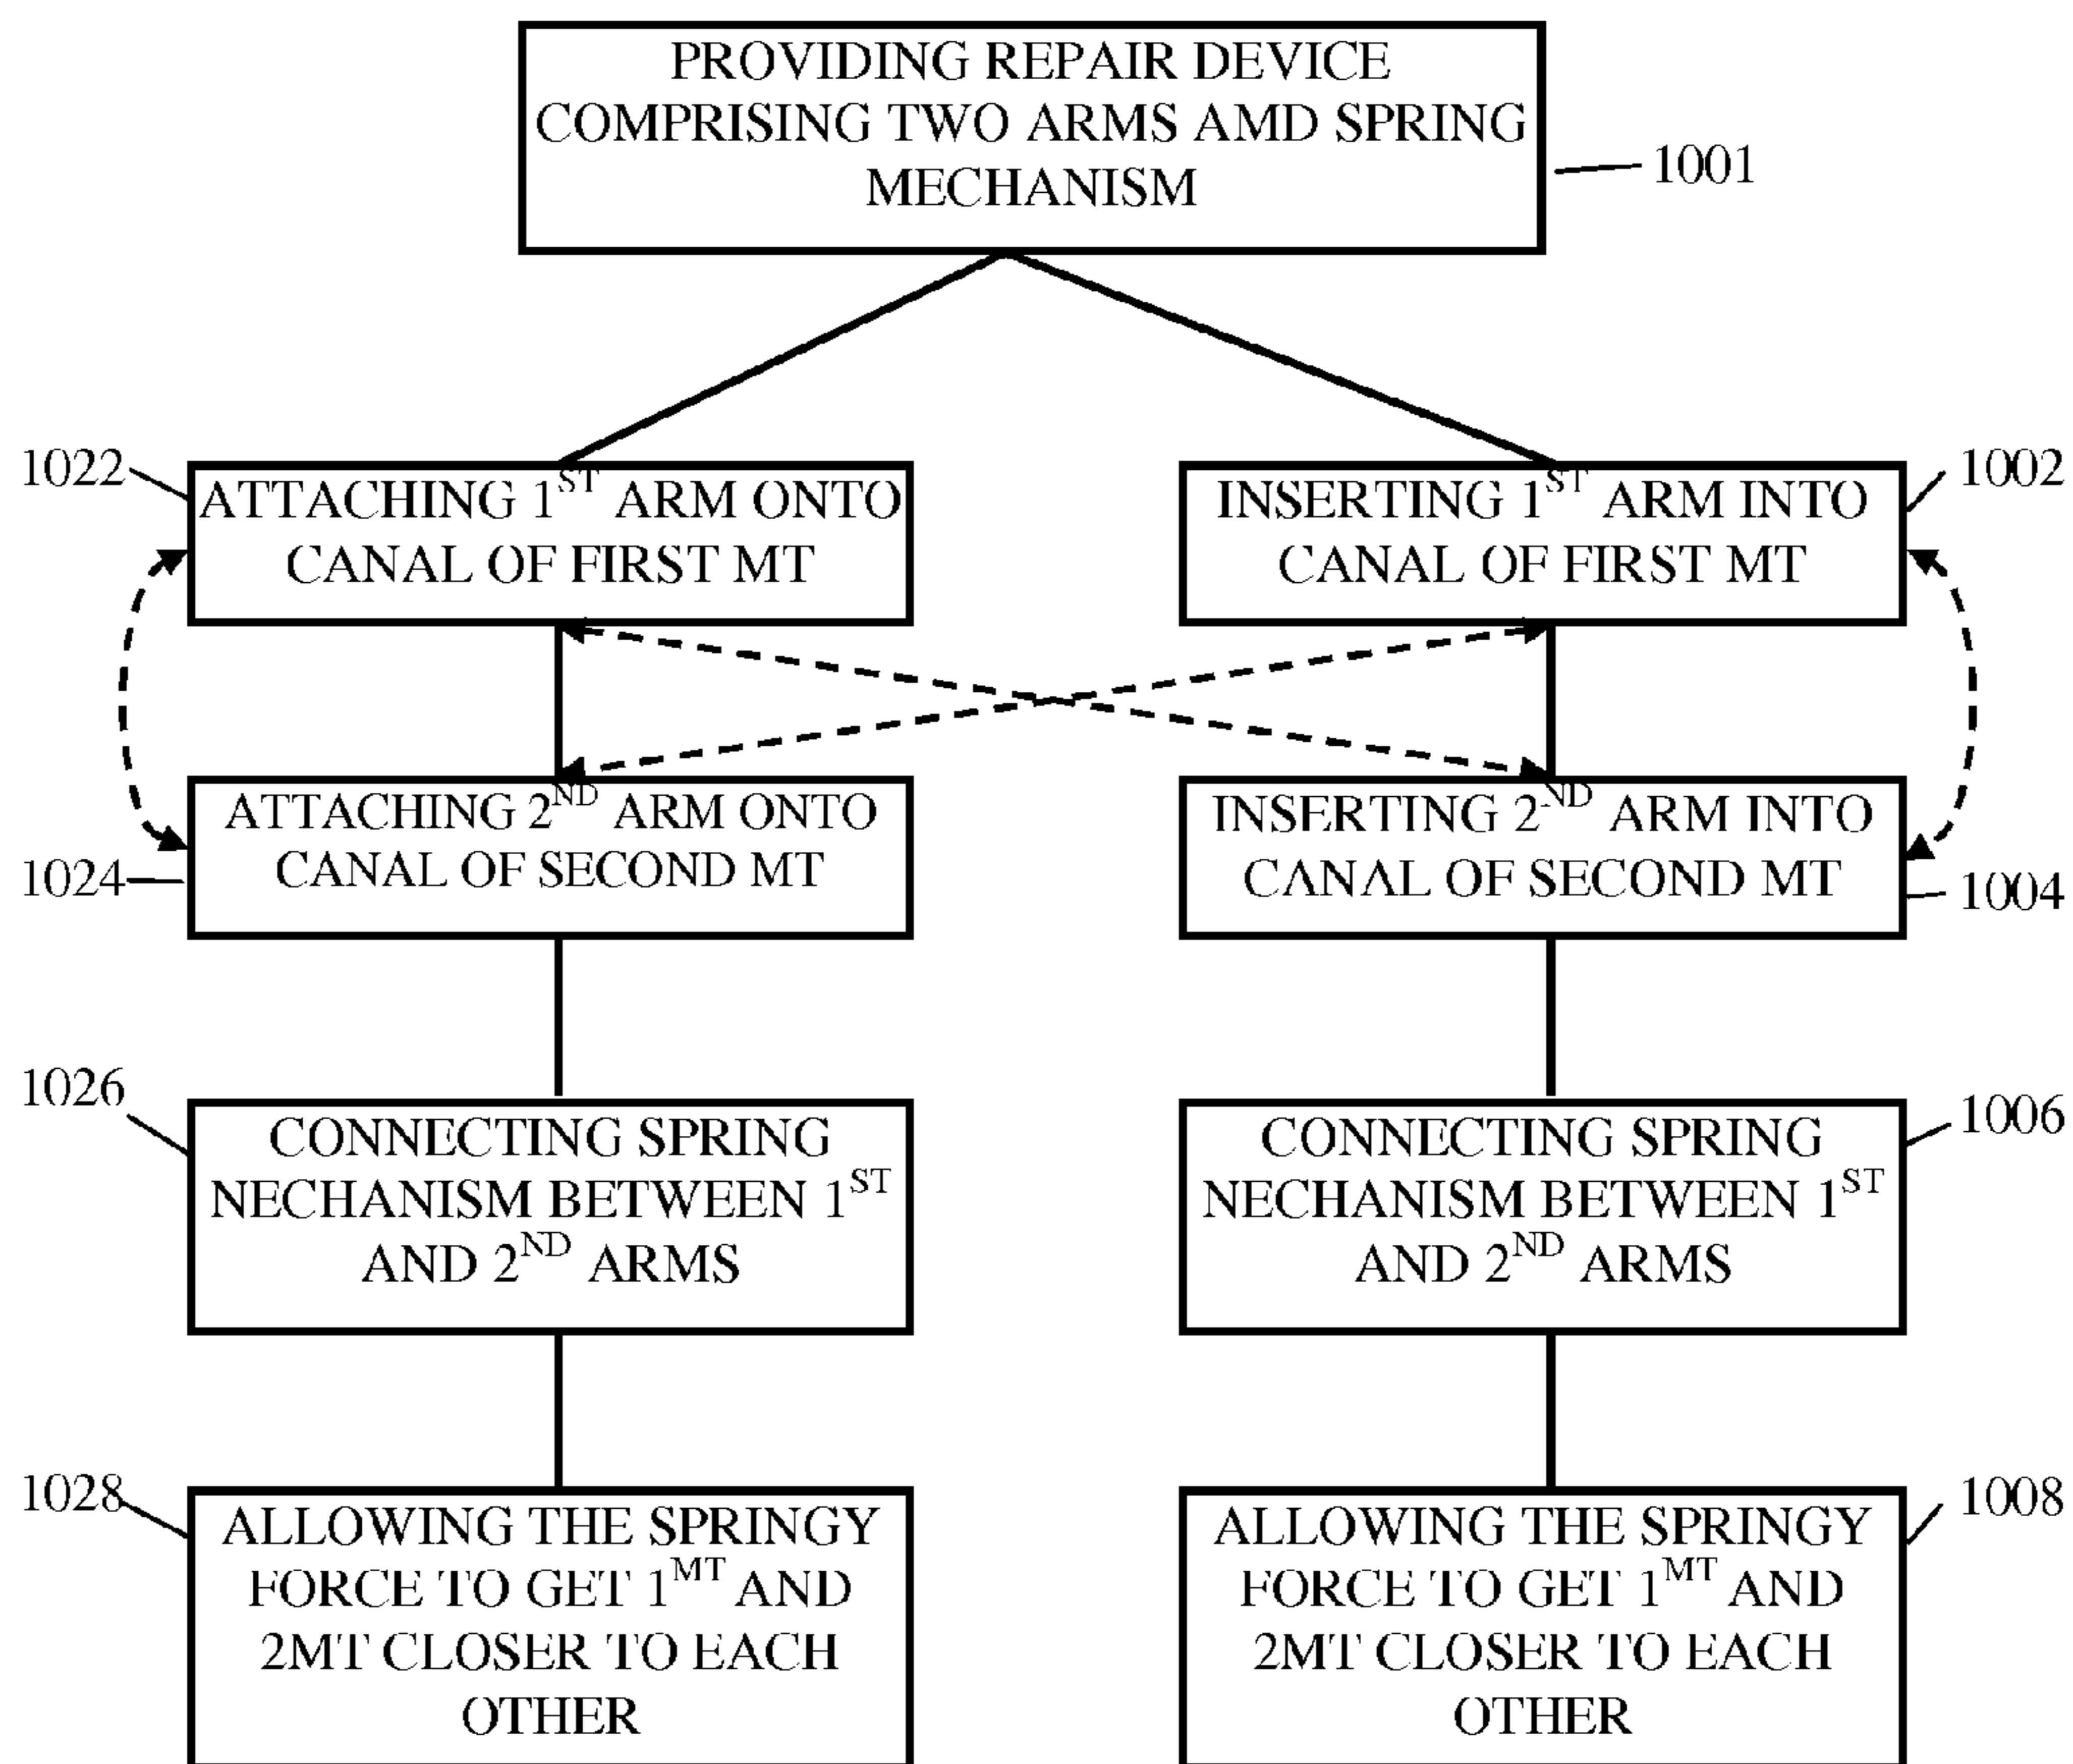 PROVIDING REPAIR DEVICE
COMPRISING TWO ARMS AMD SPRING
MECHANISM
1001
1022
ATTACHING 1ST ARM ONTO
CANAL OF FIRST MT
INSERTING 1ST ARM INTO
CANAL OF FIRST MT
1002
ATTACHING 2ND ARM ONTO
CANAL OF SECOND MT
1024
INSERTING 2ND ARM INTO
CANAL OF SECOND MT
1004
1026
CONNECTING SPRING
NECHANISM BETWEEN 1ST
AND 2ND ARMS
CONNECTING SPRING
NECHANISM BETWEEN 1ST
AND 2ND ARMS
1006
1028
ALLOWING THE SPRINGY
FORCE TO GET 1MT AND
2MT CLOSER TO EACH
OTHER
ALLOWING THE SPRINGY
FORCE TO GET 1MT AND
2MT CLOSER TO EACH
OTHER
1008